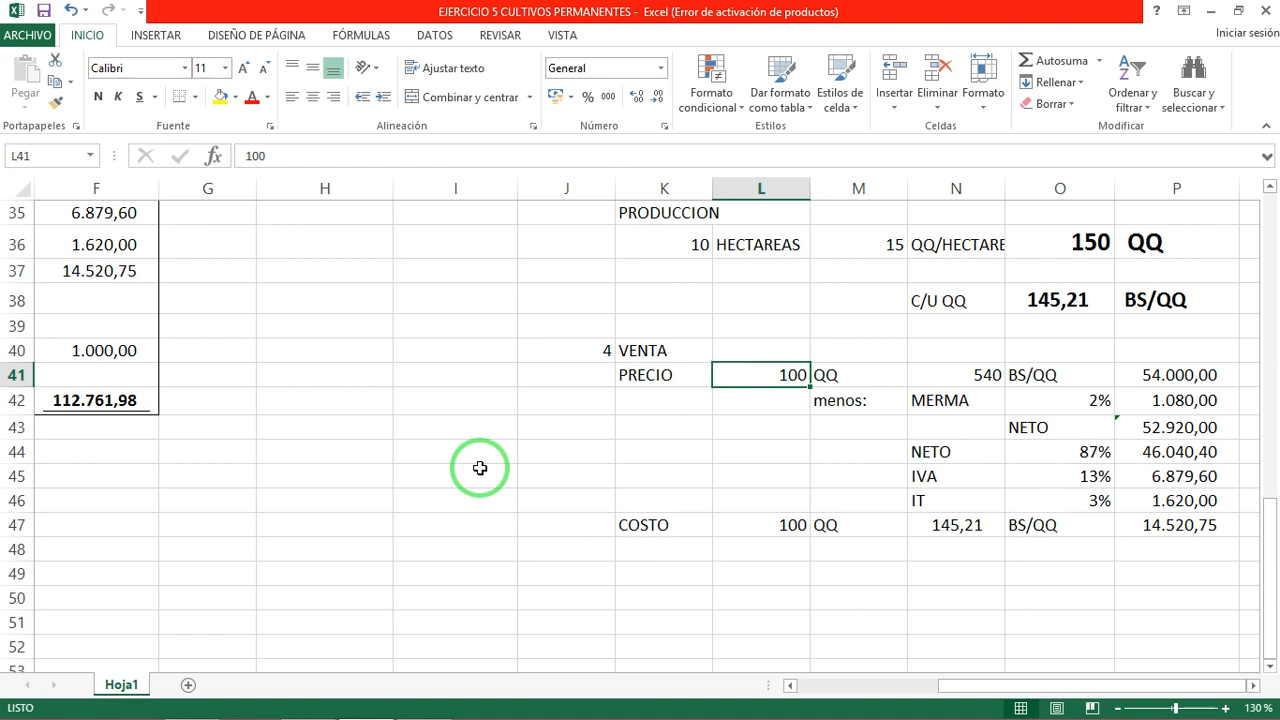 EJERCICIO 5 CULTIVOS PERMANENTES - Excel (Error de activación de productos)
ARCHIVO INICIO INSERTAR DISEÑO DE PÁGINA FÓRMULAS DATOS REVISAR VISTA Iniciar sesión
Pegar
Calibri 11
N K S
Ajustar texto
Combinar y centrar
General
% 000
Formato condicional
Dar formato como tabla
Estilos de celda
Insertar Eliminar Formato
Autosuma
Rellenar
Borrar
Ordenar y filtrar
Buscar y seleccionar
Portapapeles Fuente Alineación Número Estilos Celdas Modificar
L41 fx 100
F G H I J K L M N O P
35 6.879,60 PRODUCCION
36 1.620,00 10 HECTAREAS 15 QQ/HECTARE 150 QQ
37 14.520,75
38 C/U QQ 145,21 BS/QQ
39
40 1.000,00 4 VENTA
41 PRECIO 100 QQ 540 BS/QQ 54.000,00
42 112.761,98 menos: MERMA 2% 1.080,00
43 NETO 52.920,00
44 NETO 87% 46.040,40
45 IVA 13% 6.879,60
46 IT 3% 1.620,00
47 COSTO 100 QQ 145,21 BS/QQ 14.520,75
48
49
50
51
52
53
Hoja1
LISTO 130 %